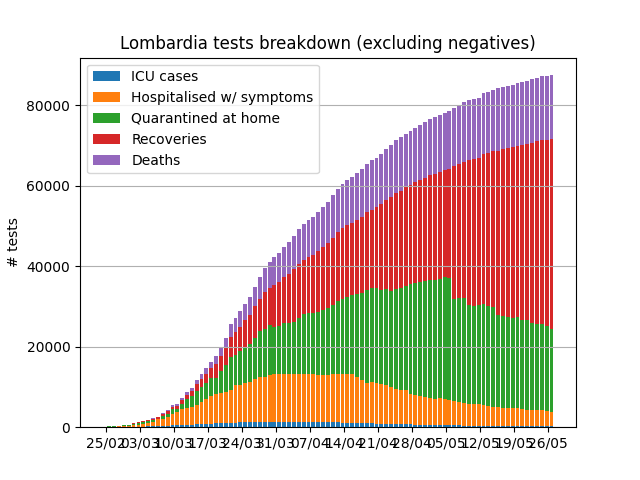 Lombardia tests breakdown (excluding negatives)
ICU cases
Hospitalised w/ symptoms
Quarantined at home
Recoveries
Deaths
# tests
80000
60000
40000
20000
0
25/02 03/03 10/03 17/03 24/03 31/03 07/04 14/04 21/04 28/04 05/05 12/05 19/05 26/05